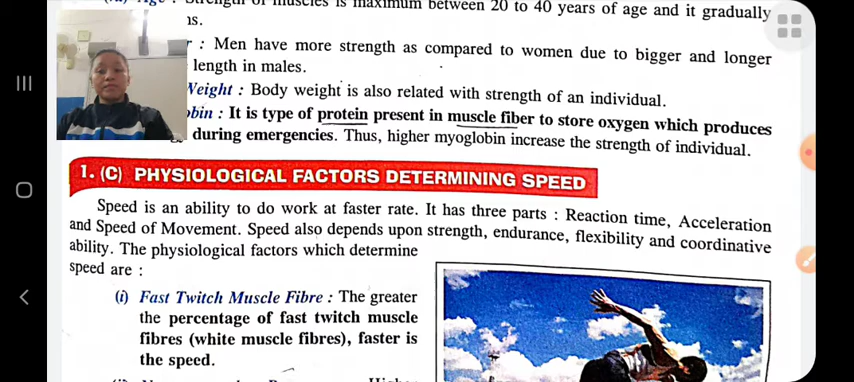 Age : Strength of muscles is maximum between 20 to 40 years of age and it gradually
: Men have more strength as compared to women due to bigger and longer
length in males.
Weight : Body weight is also related with strength of an individual.
obin : It is type of protein present in muscle fiber to store oxygen which produces
during emergencies. Thus, higher myoglobin increase the strength of individual.
1. (C) PHYSIOLOGICAL FACTORS DETERMINING SPEED
Speed is an ability to do work at faster rate. It has three parts : Reaction time, Acceleration
and Speed of Movement. Speed also depends upon strength, endurance, flexibility and coordinative
ability. The physiological factors which determine
speed are :
(i) Fast Twitch Muscle Fibre : The greater
the percentage of fast twitch muscle
fibres (white muscle fibres), faster is
the speed.